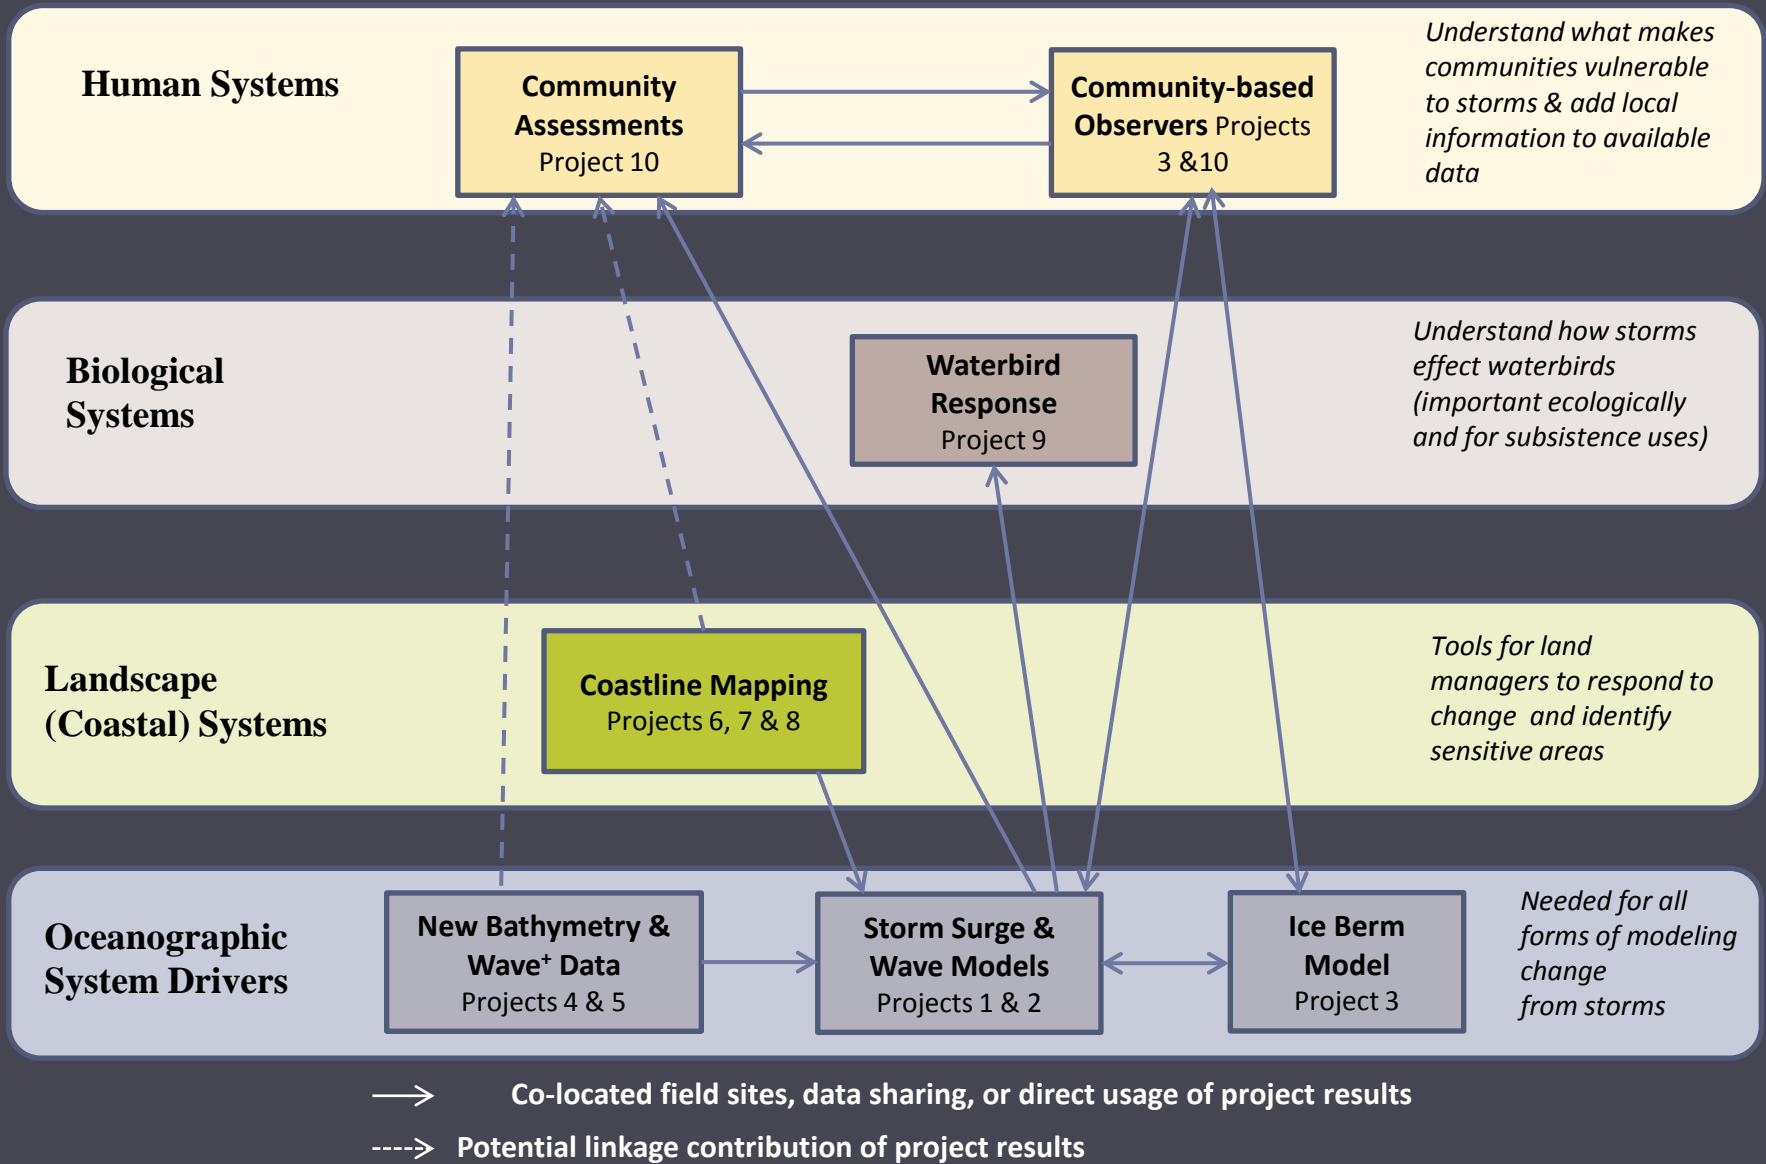 Human Systems
Community
Assessments
Project 10
Community-based
Observers Projects
3 &10
Understand what makes
communities vulnerable
to storms & add local
information to available
data
Biological
Systems
Waterbird
Response
Project 9
Understand how storms
effect waterbirds
(important ecologically
and for subsistence uses)
Landscape
(Coastal) Systems
Coastline Mapping
Projects 6, 7 & 8
Tools for land
managers to respond to
change and identify
sensitive areas
Oceanographic
System Drivers
New Bathymetry &
Wave⁺ Data
Projects 4 & 5
Storm Surge &
Wave Models
Projects 1 & 2
Ice Berm
Model
Project 3
Needed for all
forms of modeling
change
from storms
Co-located field sites, data sharing, or direct usage of project results
Potential linkage contribution of project results